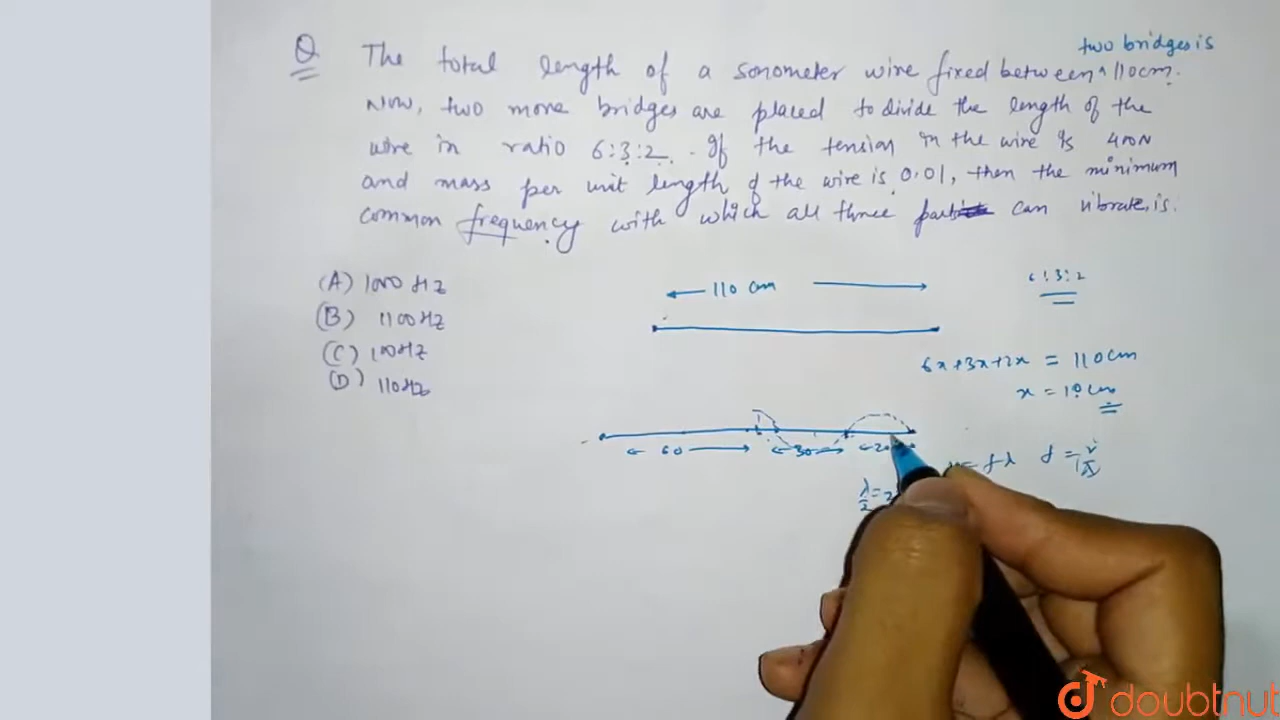 two bridges is
Q The total length of a sonometer wire fixed between ^ 110cm.
Now, two more bridges are placed to divide the length of the
wire in ratio 6:3:2. If the tension in the wire is 400N
and mass per unit length of the wire is 0.01, then the minimum
common frequency with which all three parts can vibrate, is.
(A) 1000 HZ
(B) 1100 HZ
(C) 100 HZ
(D) 110 HZ
110 cm
6:3:2
6x+3x+2x = 110cm
x = 10 cm
60 30 20
fλ f = v/λ
λ/2 = 2
doubtnut